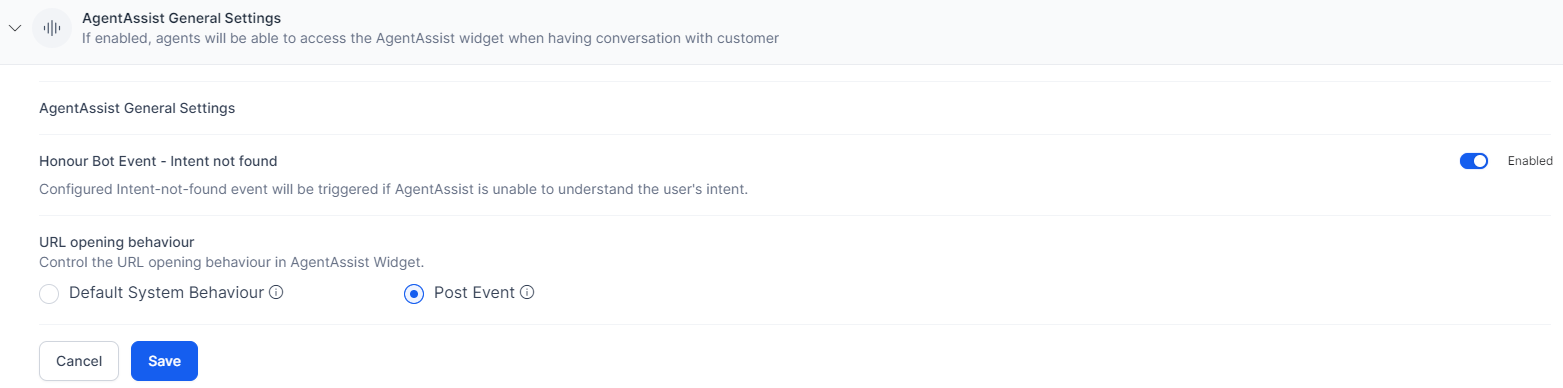 AgentAssist General Settings
If enabled, agents will be able to access the AgentAssist widget when having conversation with customer
AgentAssist General Settings
Honour Bot Event - Intent not found
Enabled
Configured Intent-not-found event will be triggered if AgentAssist is unable to understand the user's intent.
URL opening behaviour
Control the URL opening behaviour in AgentAssist Widget.
Default System Behaviour
Post Event
Cancel
Save